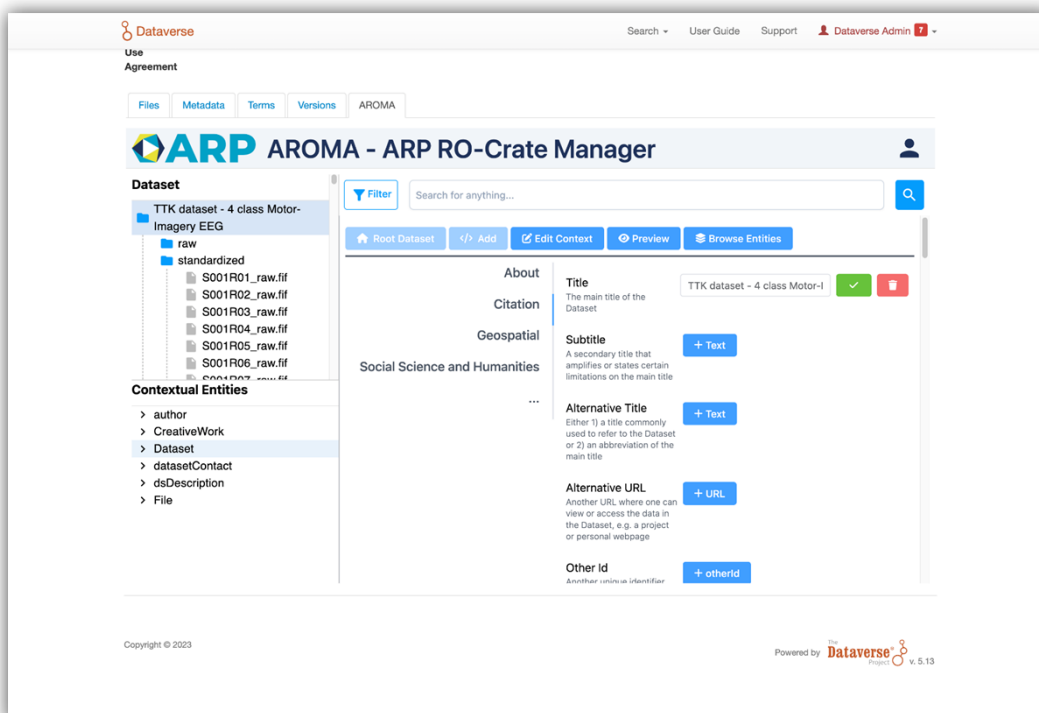 Dataverse
Search
User Guide
Support
Dataverse Admin 7
Use
Agreement
Files
Metadata
Terms
Versions
AROMA
ARP AROMA - ARP RO-Crate Manager
Dataset
TTK dataset - 4 class Motor-
Imagery EEG
raw
standardized
S001R01_raw.fif
S001R02_raw.fif
S001R03_raw.fif
S001R04_raw.fif
S001R05_raw.fif
S001R06_raw.fif
S001R07_raw.fif
Contextual Entities
author
CreativeWork
Dataset
datasetContact
dsDescription
File
Filter
Search for anything...
Root Dataset
</> Add
Edit Context
Preview
Browse Entities
About
Citation
Geospatial
Social Science and Humanities
...
Title
The main title of the
Dataset
TTK dataset - 4 class Motor-I
Subtitle
A secondary title that
amplifies or states certain
limitations on the main title
+ Text
Alternative Title
Either 1) a title commonly
used to refer to the Dataset
or 2) an abbreviation of the
main title
+ Text
Alternative URL
Another URL where one can
view or access the data in
the Dataset, e.g. a project
or personal webpage
+ URL
Other Id
Another unique identifier
+ otherId
Copyright © 2023
Powered by
The
Dataverse®
Project
v. 5.13